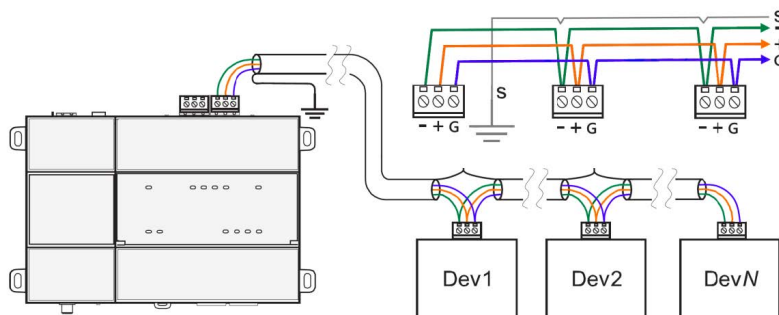 S
-
+
G
S
- + G
- + G
- + G
Dev1
Dev2
DevN